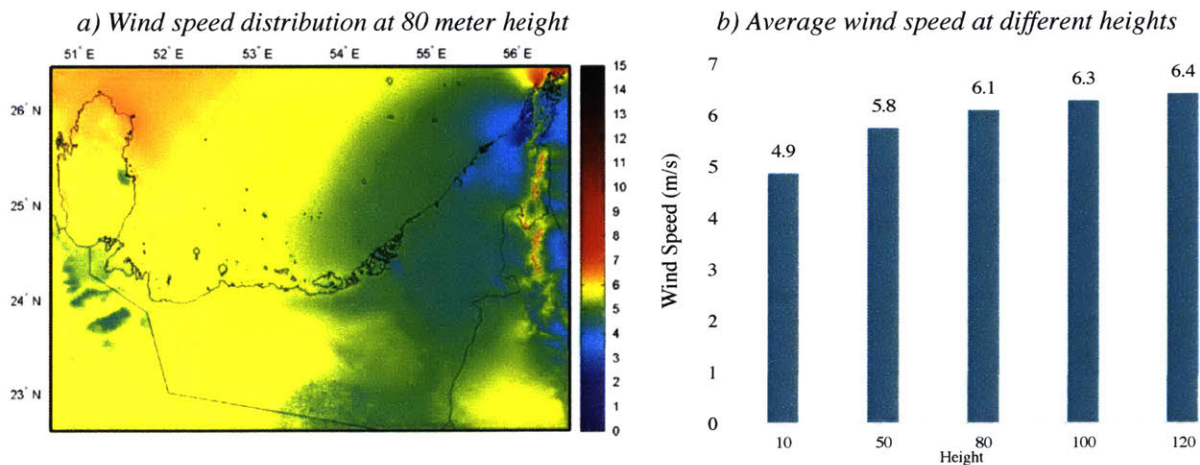 a) Wind speed distribution at 80 meter height
51° E 52° E 53° E 54° E 55° E 56° E
26° N
25° N
24° N
23° N
15
14
13
12
11
10
9
8
7
6
5
4
3
2
1
0
b) Average wind speed at different heights
Wind Speed (m/s)
7
6
5
4
3
2
1
0
4.9
5.8
6.1
6.3
6.4
10 50 80 100 120
Height